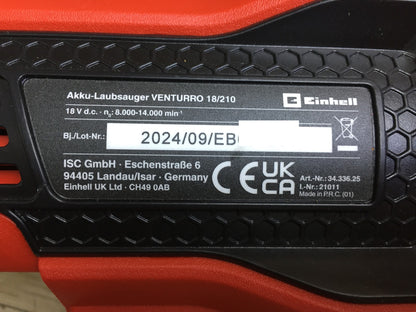 Akku-Laubsauger VENTURRO 18/210
Einhell
18 V d.c. · n₀: 8.000-14.000 min⁻¹
Bj./Lot-Nr.: 2024/09/EB
ISC GmbH · Eschenstraße 6
94405 Landau/Isar · Germany
Einhell UK Ltd · CH49 0AB
CE
UK
CA
Art.-Nr.: 34.336.25
I.-Nr.: 21011
Made in P.R.C. (01)